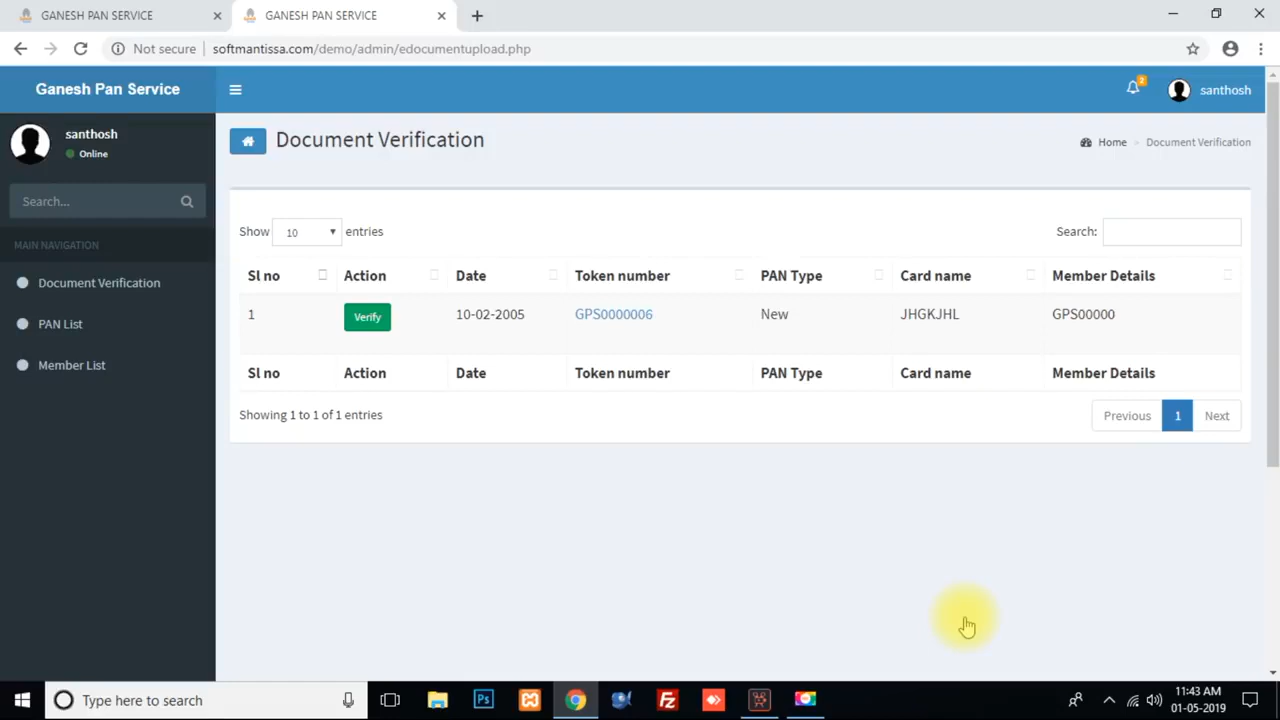 GANESH PAN SERVICE
GANESH PAN SERVICE
Not secure
softmantissa.com/demo/admin/edocumentupload.php
Ganesh Pan Service
2
santhosh
santhosh
Online
Document Verification
Home > Document Verification
Search...
MAIN NAVIGATION
Document Verification
PAN List
Member List
Show 10 entries
Search:
Sl no Action Date Token number PAN Type Card name Member Details
1 Verify 10-02-2005 GPS0000006 New JHGKJHL GPS00000
Sl no Action Date Token number PAN Type Card name Member Details
Showing 1 to 1 of 1 entries
Previous 1 Next
Type here to search
Ps
Fz
11:43 AM
01-05-2019